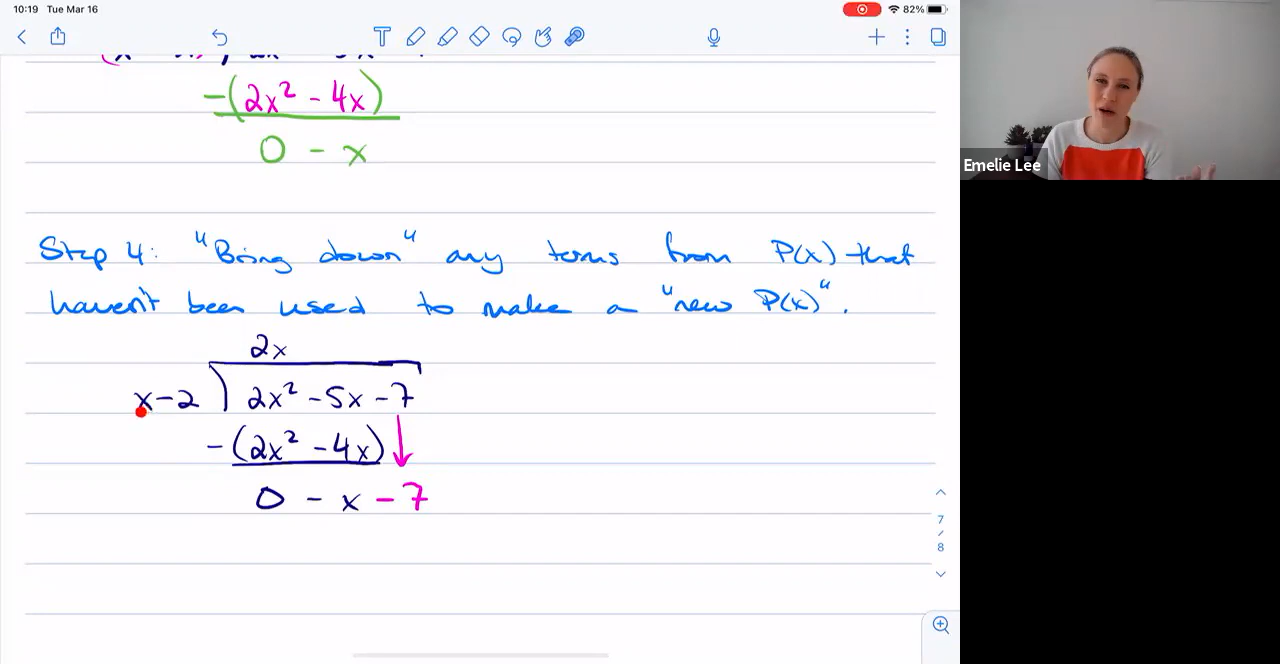 10:19 Tue Mar 16
82%
-(2x² - 4x)
0 - x
Emelie Lee
Step 4: "Bring down" any terms from P(x) that
haven't been used to make a "new P(x)".
2x
x-2) 2x² -5x -7
-(2x² -4x)
0 - x -7
7
/
8